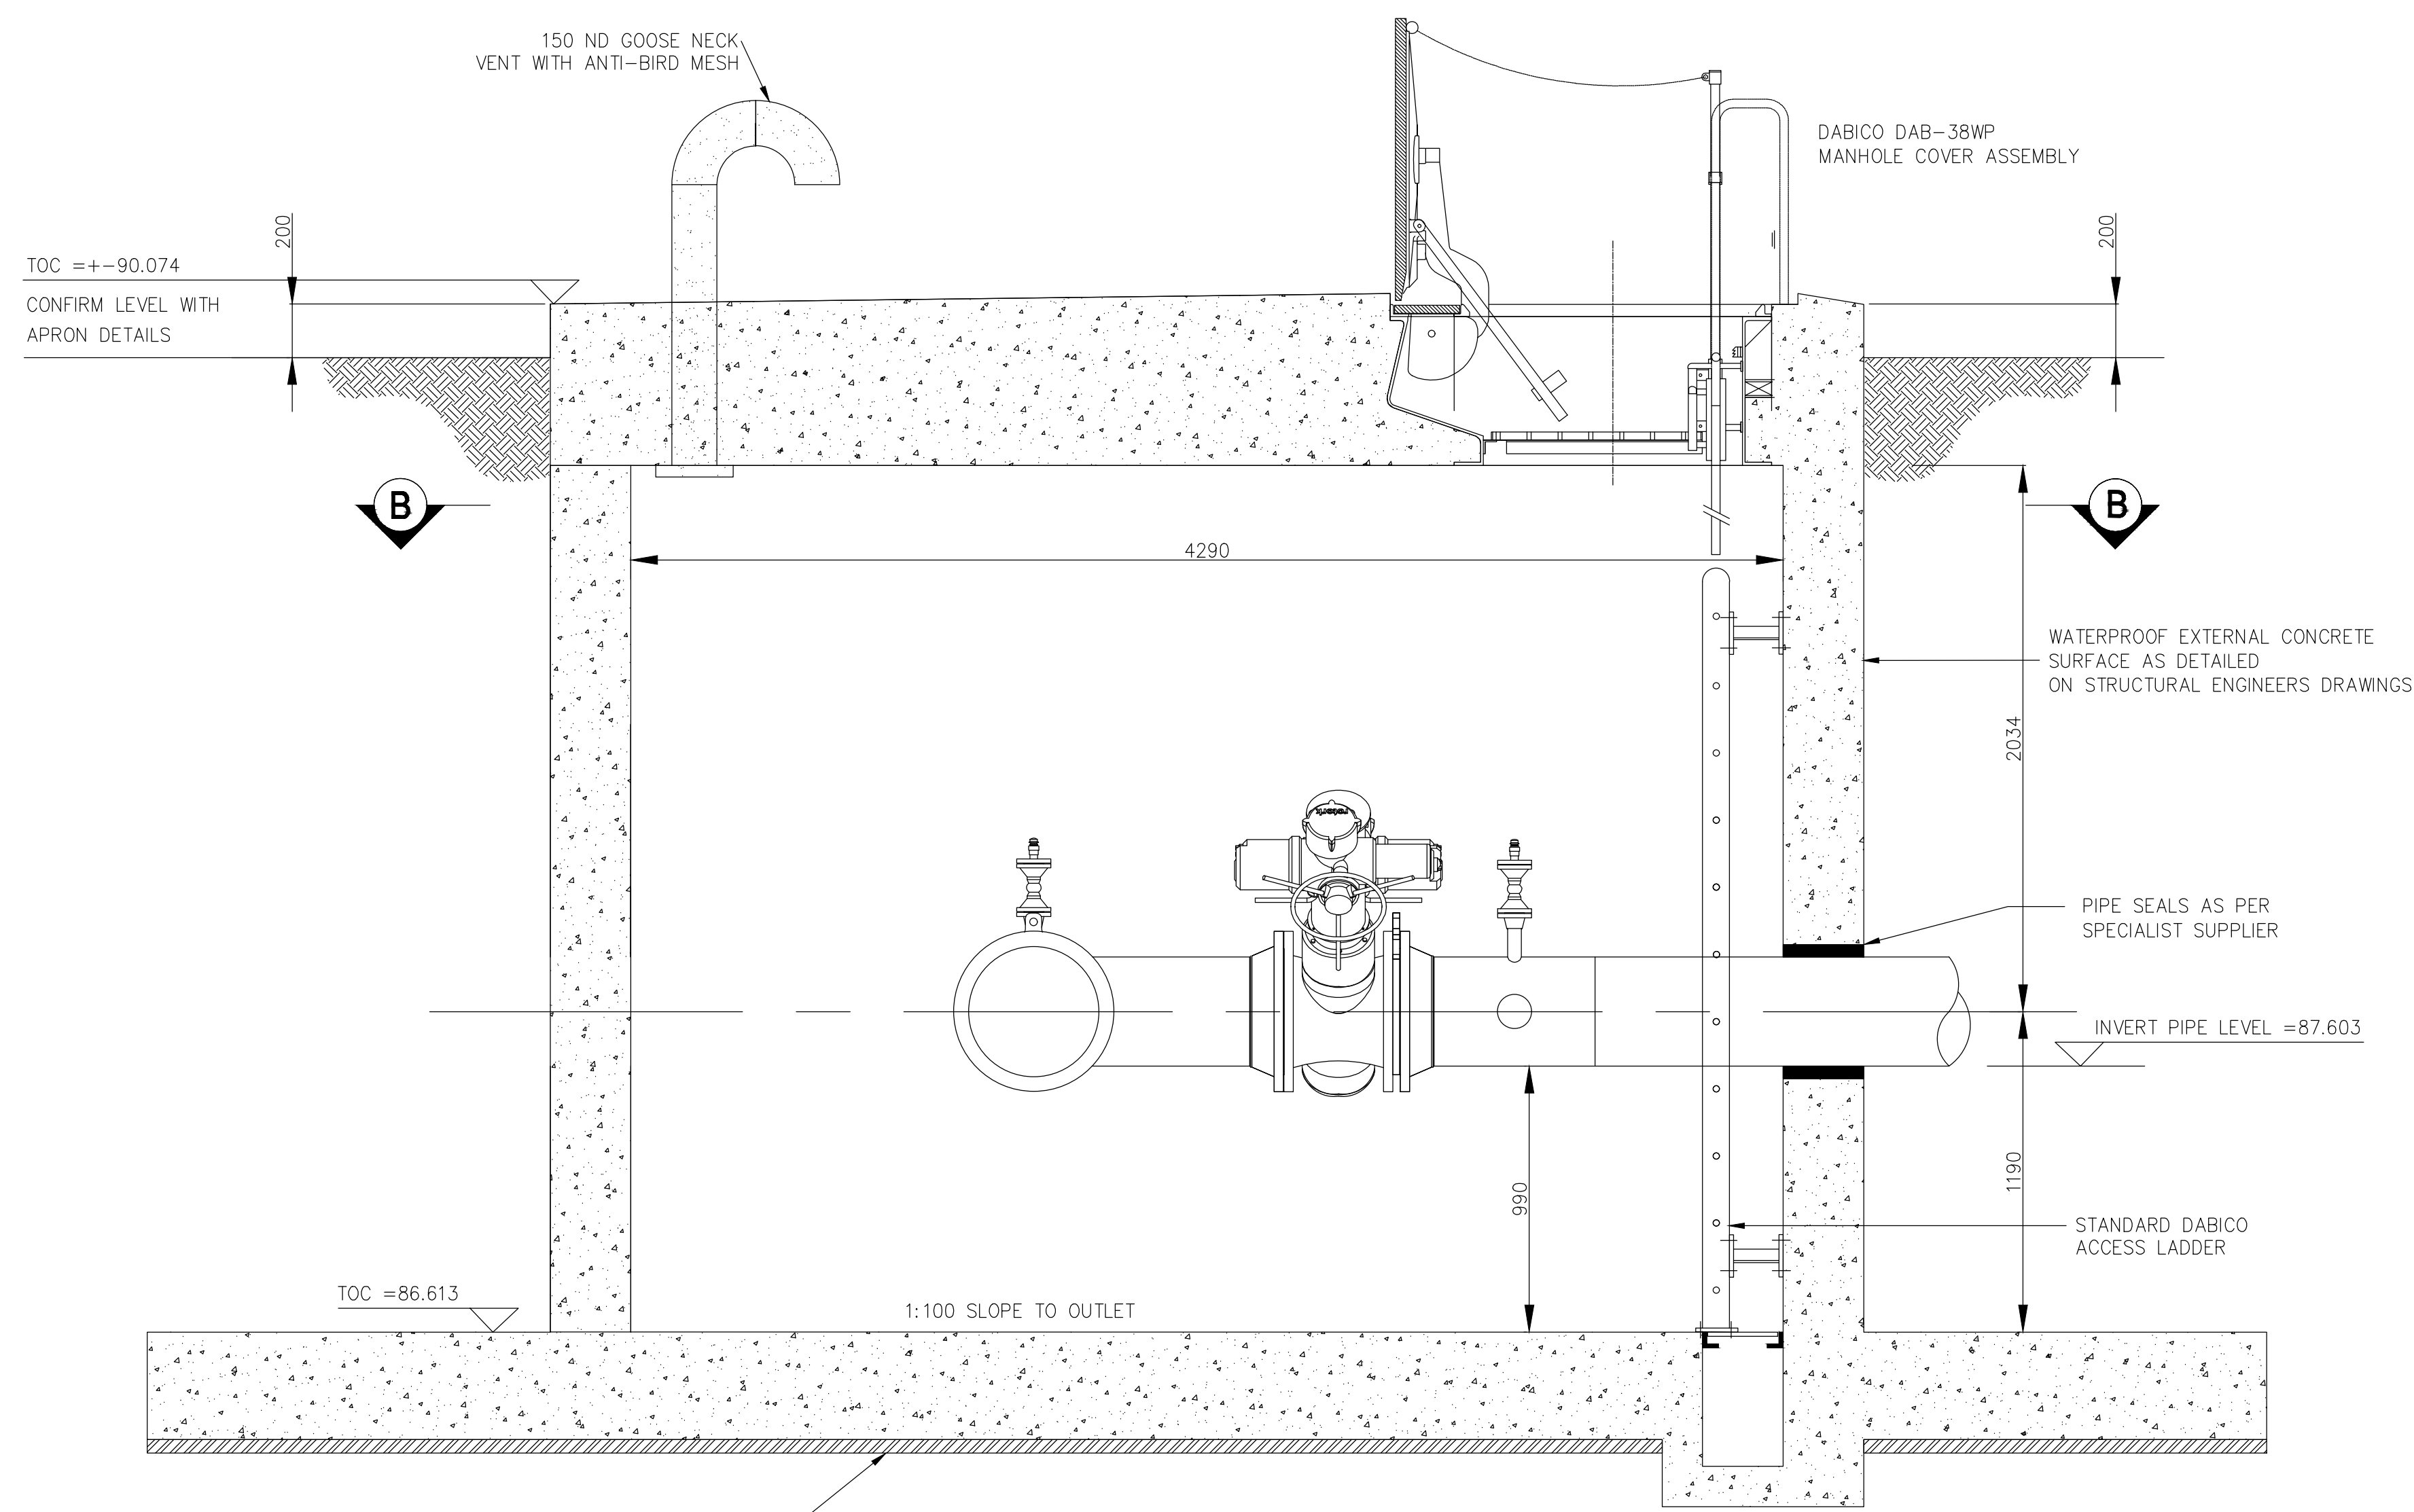 150 ND GOOSE NECK
VENT WITH ANTI-BIRD MESH
DABICO DAB-38WP
MANHOLE COVER ASSEMBLY
200
200
TOC =+-90.074
CONFIRM LEVEL WITH
APRON DETAILS
B
B
4290
WATERPROOF EXTERNAL CONCRETE
SURFACE AS DETAILED
ON STRUCTURAL ENGINEERS DRAWINGS
2034
rotork
PIPE SEALS AS PER
SPECIALIST SUPPLIER
INVERT PIPE LEVEL =87.603
990
1190
STANDARD DABICO
ACCESS LADDER
TOC =86.613
1:100 SLOPE TO OUTLET